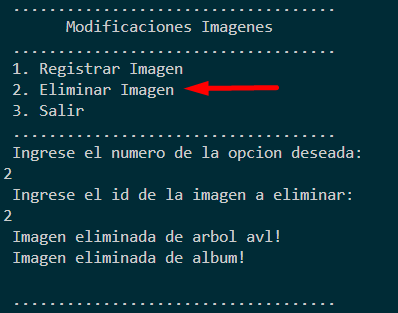 ....................................
Modificaciones Imagenes
....................................
1. Registrar Imagen
2. Eliminar Imagen
3. Salir
....................................
Ingrese el numero de la opcion deseada:
2
Ingrese el id de la imagen a eliminar:
2
Imagen eliminada de arbol avl!
Imagen eliminada de album!
....................................